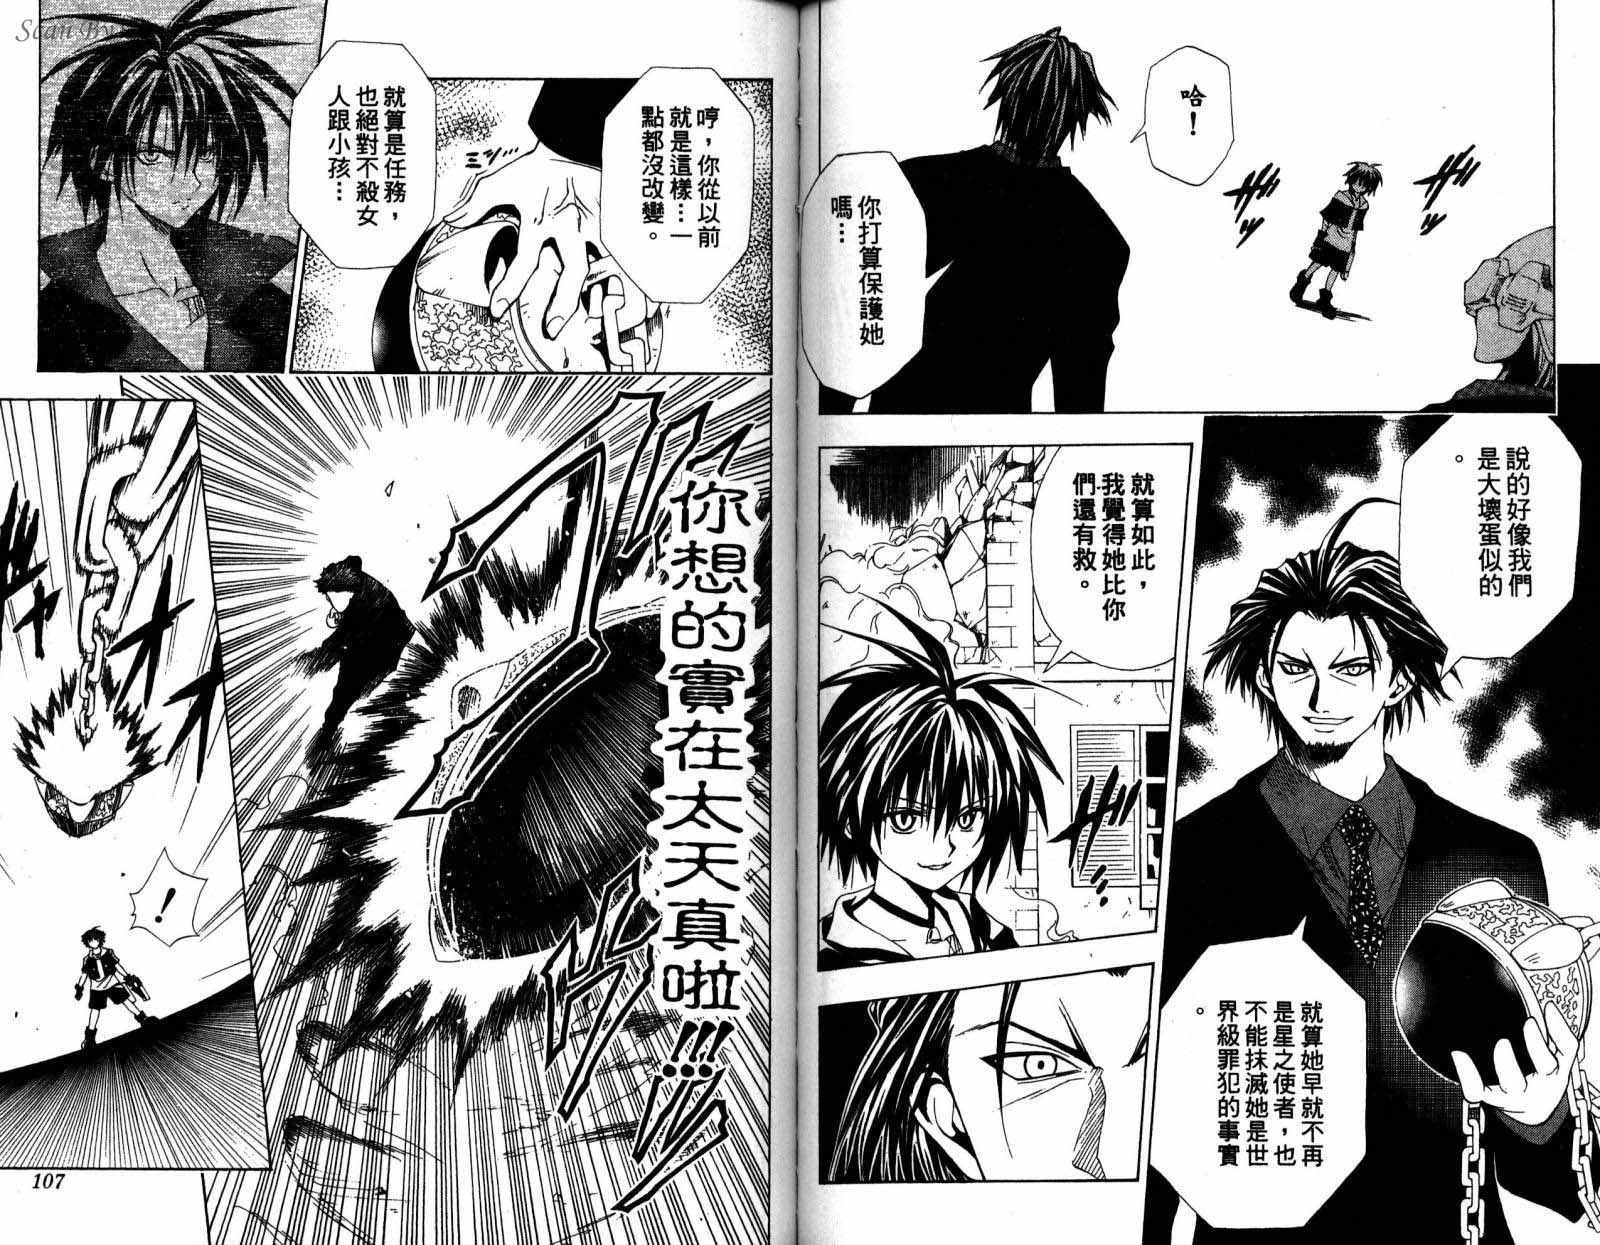 哈！
你打算保護她
嗎…
說的好像我們
是大壞蛋似的
。
就算如此，
我覺得她比你
們還有救。
就算她早就不再
是星之使者，也
不能抹滅她是世
界級罪犯的事實
。
哼，你從以前
就是這樣…一
點都沒改變。
就算是任務，
也絕對不殺女
人跟小孩…
你想的實在太天真啦!!!
！
107